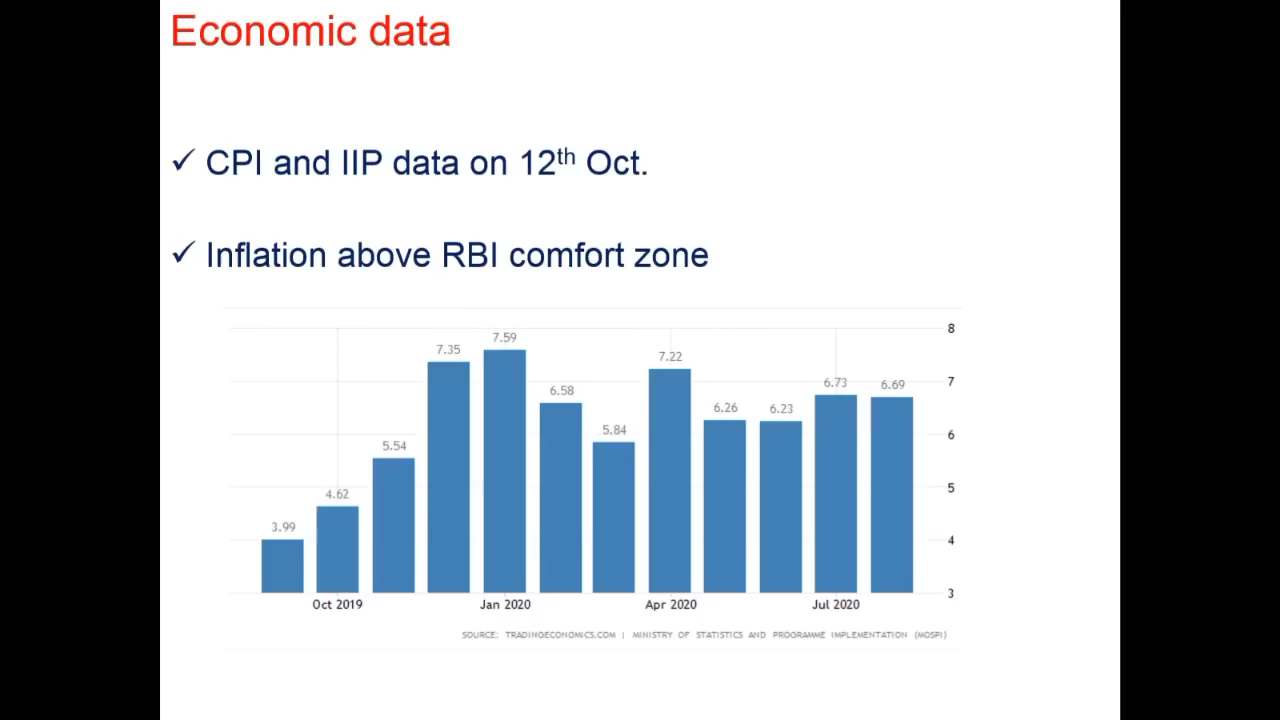 Economic data
✓ CPI and IIP data on 12th Oct.
✓ Inflation above RBI comfort zone
3.99
4.62
5.54
7.35
7.59
6.58
5.84
7.22
6.26
6.23
6.73
6.69
8
7
6
5
4
3
Oct 2019
Jan 2020
Apr 2020
Jul 2020
SOURCE: TRADINGECONOMICS.COM | MINISTRY OF STATISTICS AND PROGRAMME IMPLEMENTATION (MOSPI)